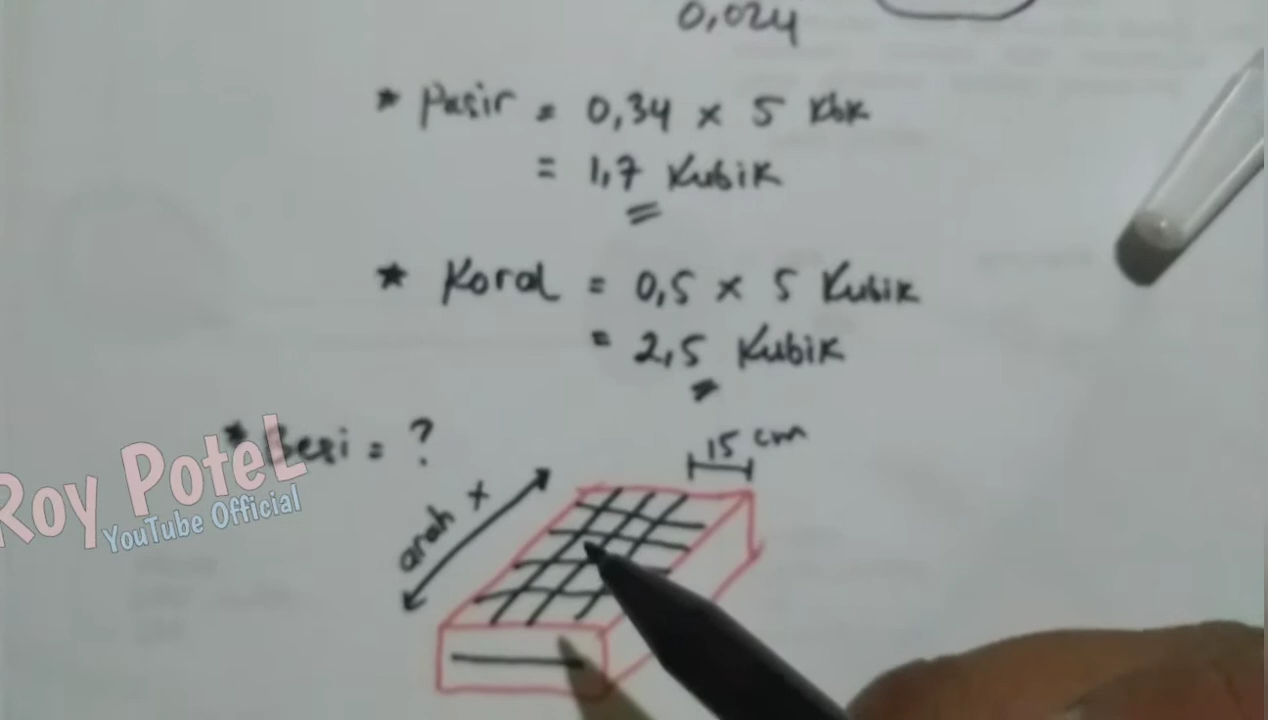 0,024
* Pasir = 0,34 x 5 Kbk
= 1,7 Kubik
* Koral = 0,5 x 5 Kubik
= 2,5 Kubik
* Besi = ?
15 cm
arah x
Roy PoteL
YouTube Official